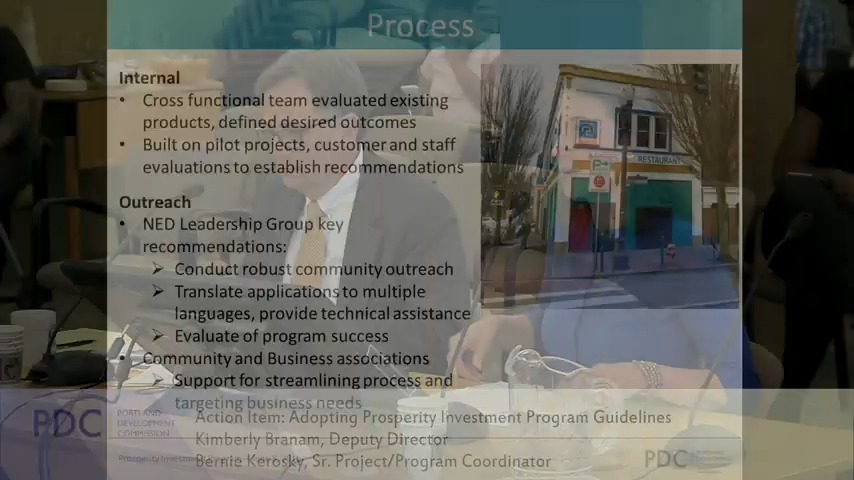 Process
Internal
• Cross functional team evaluated existing
products, defined desired outcomes
• Built on pilot projects, customer and staff
evaluations to establish recommendations
Outreach
• NED Leadership Group key
recommendations:
➢ Conduct robust community outreach
➢ Translate applications to multiple
languages, provide technical assistance
➢ Evaluate of program success
• Community and Business associations
➢ Support for streamlining process and
targeting business needs
RESTAURANT
PDC
PORTLAND
DEVELOPMENT
COMMISSION
Action Item: Adopting Prosperity Investment Program Guidelines
Kimberly Branam, Deputy Director
Bernie Kerosky, Sr. Project/Program Coordinator
Prosperity Investment
PDC